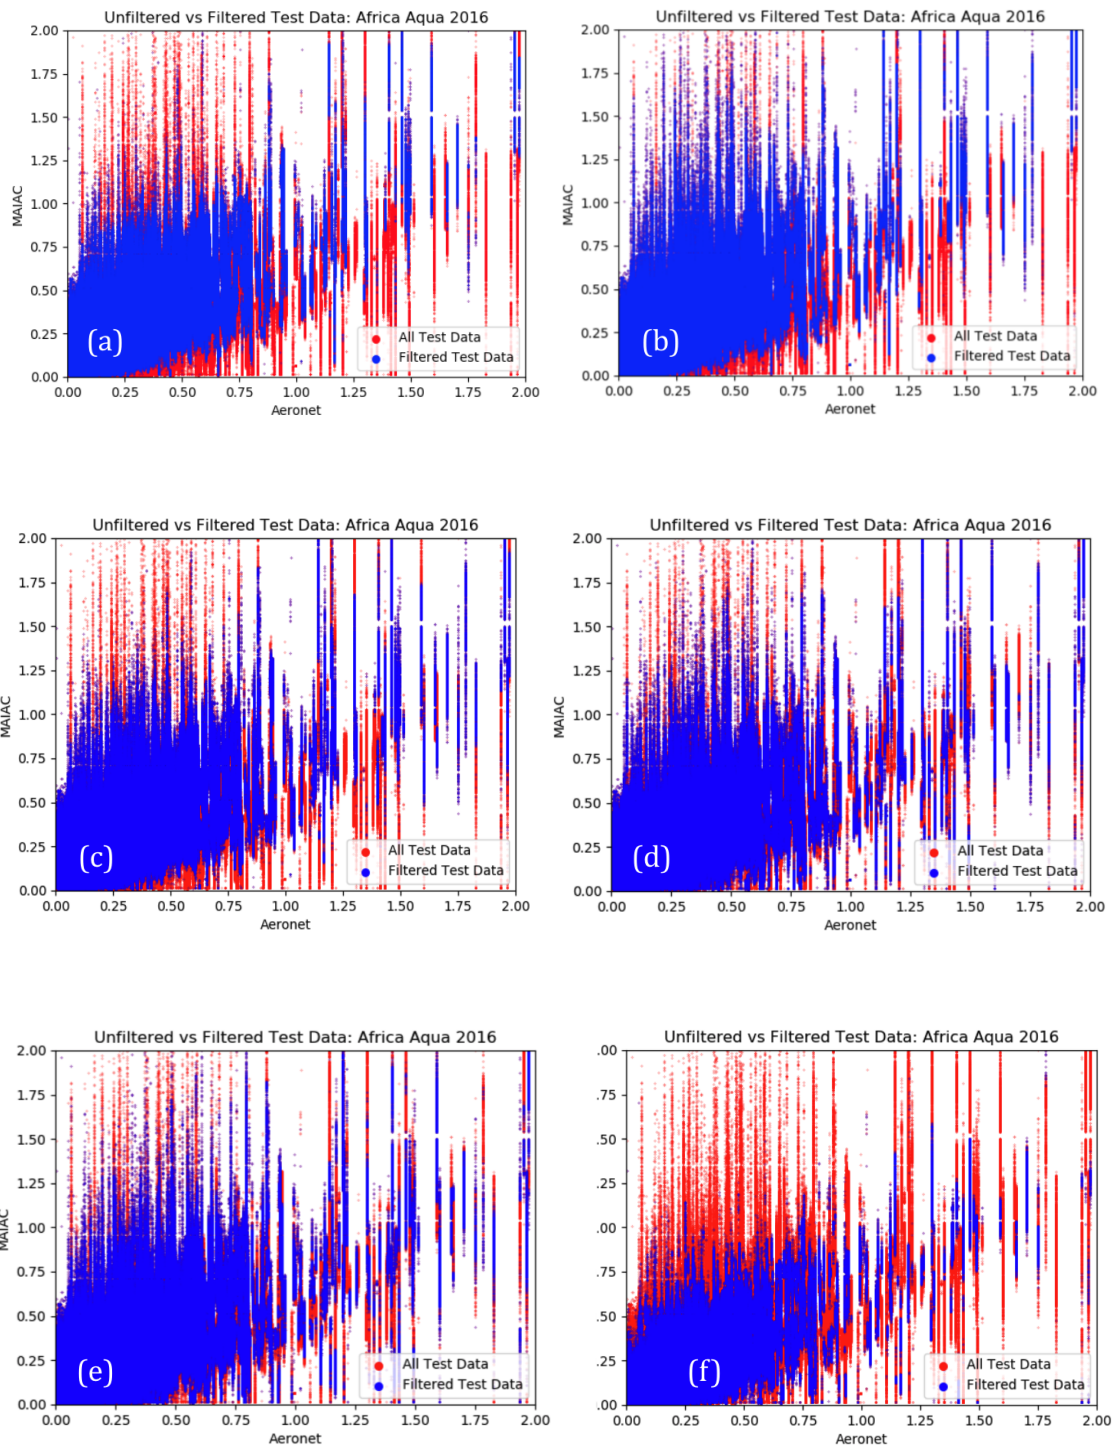 Unfiltered vs Filtered Test Data: Africa Aqua 2016
2.00
1.75
1.50
1.25
1.00
0.75
0.50
0.25
0.00
MAIAC
(a)
All Test Data
Filtered Test Data
0.00 0.25 0.50 0.75 1.00 1.25 1.50 1.75 2.00
Aeronet
Unfiltered vs Filtered Test Data: Africa Aqua 2016
2.00
1.75
1.50
1.25
1.00
0.75
0.50
0.25
0.00
MAIAC
(b)
All Test Data
Filtered Test Data
0.00 0.25 0.50 0.75 1.00 1.25 1.50 1.75 2.00
Aeronet
Unfiltered vs Filtered Test Data: Africa Aqua 2016
2.00
1.75
1.50
1.25
1.00
0.75
0.50
0.25
0.00
MAIAC
(c)
All Test Data
Filtered Test Data
0.00 0.25 0.50 0.75 1.00 1.25 1.50 1.75 2.00
Aeronet
Unfiltered vs Filtered Test Data: Africa Aqua 2016
2.00
1.75
1.50
1.25
1.00
0.75
0.50
0.25
0.00
MAIAC
(d)
All Test Data
Filtered Test Data
0.00 0.25 0.50 0.75 1.00 1.25 1.50 1.75 2.00
Aeronet
Unfiltered vs Filtered Test Data: Africa Aqua 2016
2.00
1.75
1.50
1.25
1.00
0.75
0.50
0.25
0.00
MAIAC
(e)
All Test Data
Filtered Test Data
0.00 0.25 0.50 0.75 1.00 1.25 1.50 1.75 2.00
Aeronet
Unfiltered vs Filtered Test Data: Africa Aqua 2016
.00
.75
.50
.25
.00
.75
.50
.25
.00
(f)
All Test Data
Filtered Test Data
0.00 0.25 0.50 0.75 1.00 1.25 1.50 1.75 2.00
Aeronet